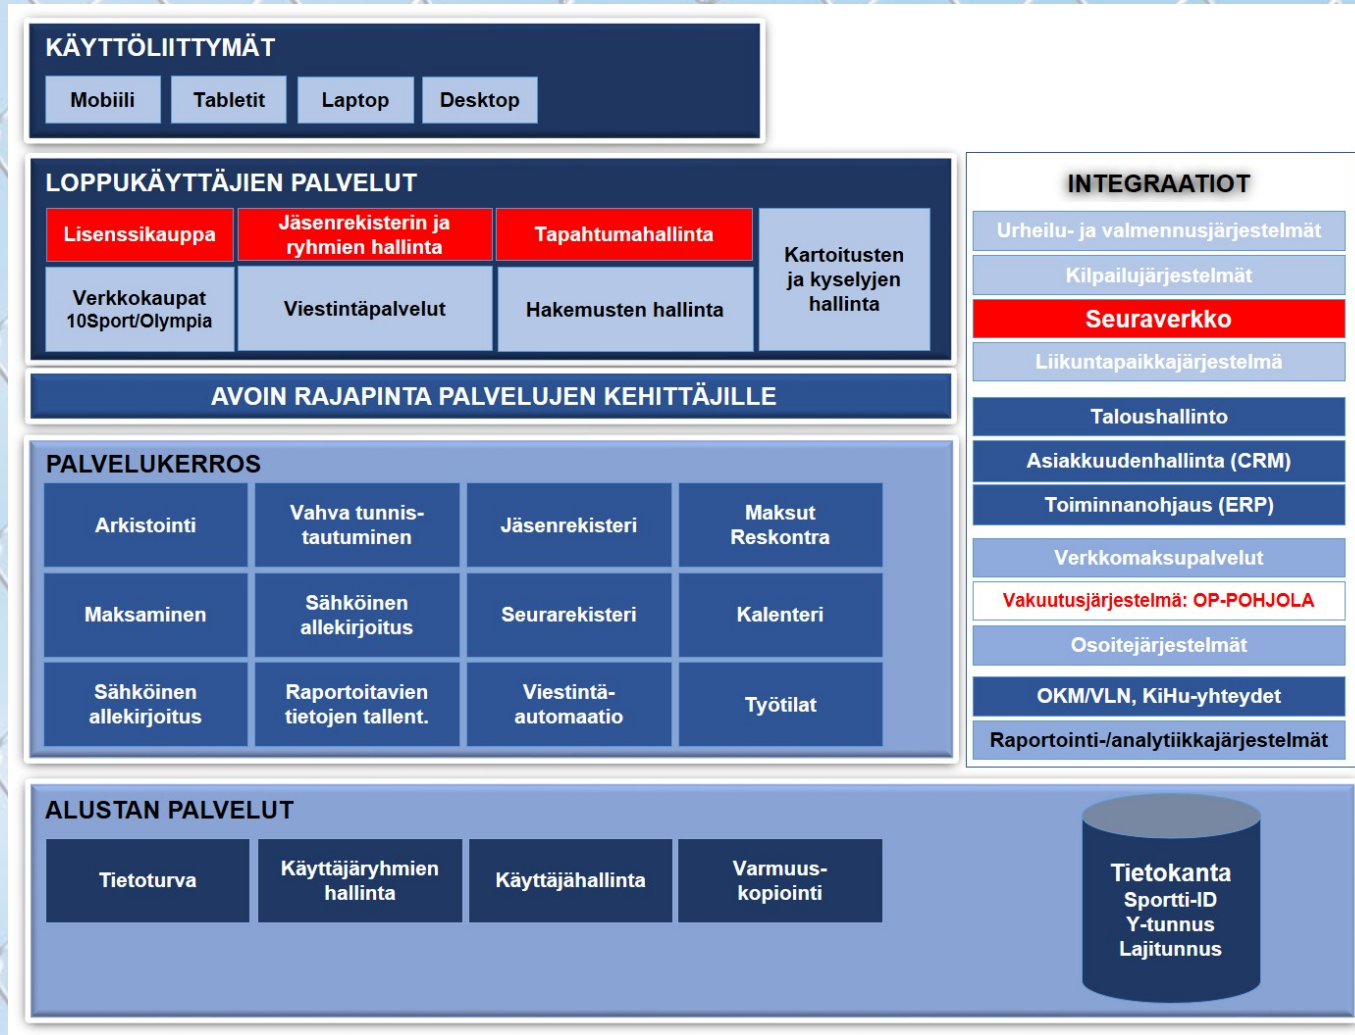 KÄYTTÖLIITTYMÄT
Mobiili
Tabletit
Laptop
Desktop
LOPPUKÄYTTÄJIEN PALVELUT
Lisenssikauppa
Jäsenrekisterin ja
ryhmien hallinta
Tapahtumahallinta
Kartoitusten
ja kyselyjen
hallinta
Verkkokaupat
10Sport/Olympia
Viestintäpalvelut
Hakemusten hallinta
AVOIN RAJAPINTA PALVELUJEN KEHITTÄJILLE
PALVELUKERROS
Arkistointi
Vahva tunnis-
tautuminen
Jäsenrekisteri
Maksut
Reskontra
Maksaminen
Sähköinen
allekirjoitus
Seurarekisteri
Kalenteri
Sähköinen
allekirjoitus
Raportoitavien
tietojen tallent.
Viestintä-
automaatio
Työtilat
INTEGRAATIOT
Urheilu- ja valmennusjärjestelmät
Kilpailujärjestelmät
Seuraverkko
Liikuntapaikkajärjestelmä
Taloushallinto
Asiakkuudenhallinta (CRM)
Toiminnanohjaus (ERP)
Verkkomaksupalvelut
Vakuutusjärjestelmä: OP-POHJOLA
Osoitejärjestelmät
OKM/VLN, KiHu-yhteydet
Raportointi-/analytiikkajärjestelmät
ALUSTAN PALVELUT
Tietoturva
Käyttäjäryhmien
hallinta
Käyttäjähallinta
Varmuus-
kopiointi
Tietokanta
Sportti-ID
Y-tunnus
Lajitunnus